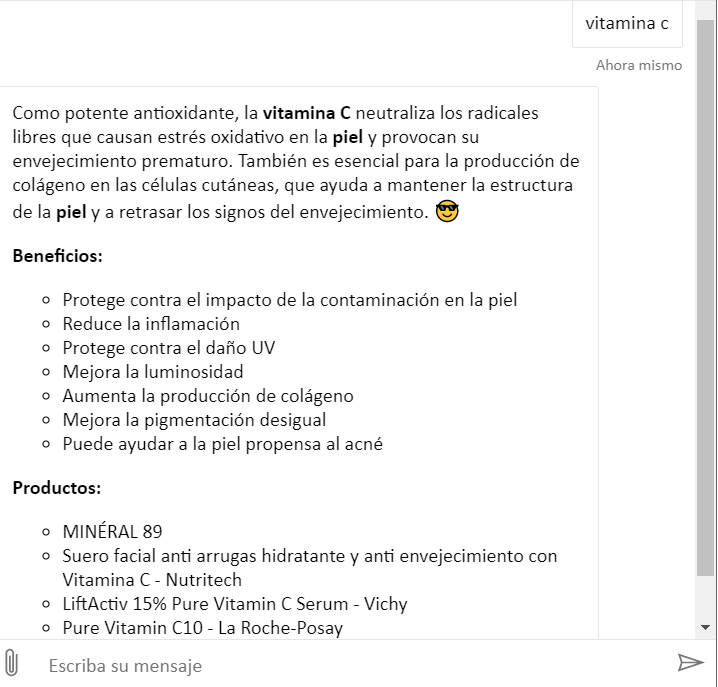 vitamina c
Ahora mismo
Como potente antioxidante, la vitamina C neutraliza los radicales
libres que causan estrés oxidativo en la piel y provocan su
envejecimiento prematuro. También es esencial para la producción de
colágeno en las células cutáneas, que ayuda a mantener la estructura
de la piel y a retrasar los signos del envejecimiento. 😎
Beneficios:
Protege contra el impacto de la contaminación en la piel
Reduce la inflamación
Protege contra el daño UV
Mejora la luminosidad
Aumenta la producción de colágeno
Mejora la pigmentación desigual
Puede ayudar a la piel propensa al acné
Productos:
MINÉRAL 89
Suero facial anti arrugas hidratante y anti envejecimiento con
Vitamina C - Nutritech
LiftActiv 15% Pure Vitamin C Serum - Vichy
Pure Vitamin C10 - La Roche-Posay
Escriba su mensaje